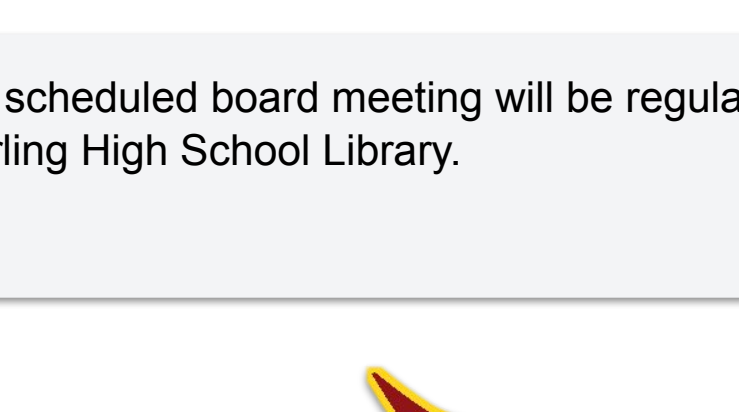 scheduled board meeting will be regula
rling High School Library.